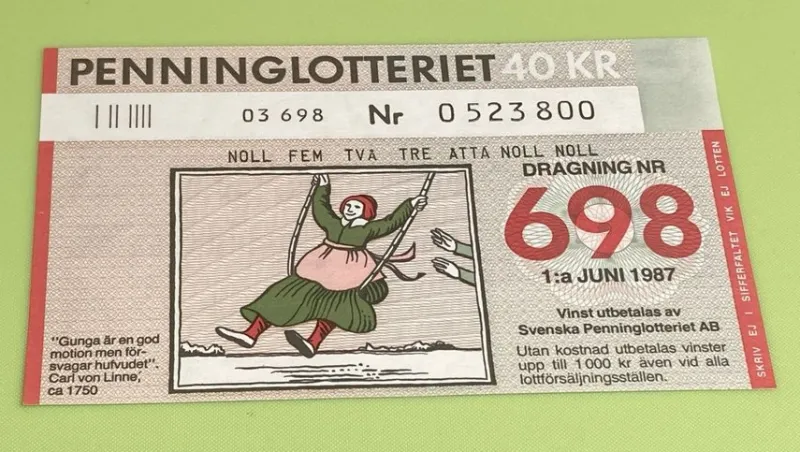 PENNINGLOTTERIET 40 KR
03 698 Nr 0523800
NOLL FEM TVA TRE ATTA NOLL NOLL
DRAGNING NR
698
1:a JUNI 1987
Vinst utbetalas av
Svenska Penninglotteriet AB
Utan kostnad utbetalas vinster
upp till 1000 kr även vid alla
lottförsäljningsställen.
"Gunga är en god
motion men för-
svagar hufvudet".
Carl von Linne,
ca 1750
SKRIV EJ I SIFFERFÄLTET VIK EJ LOTTEN